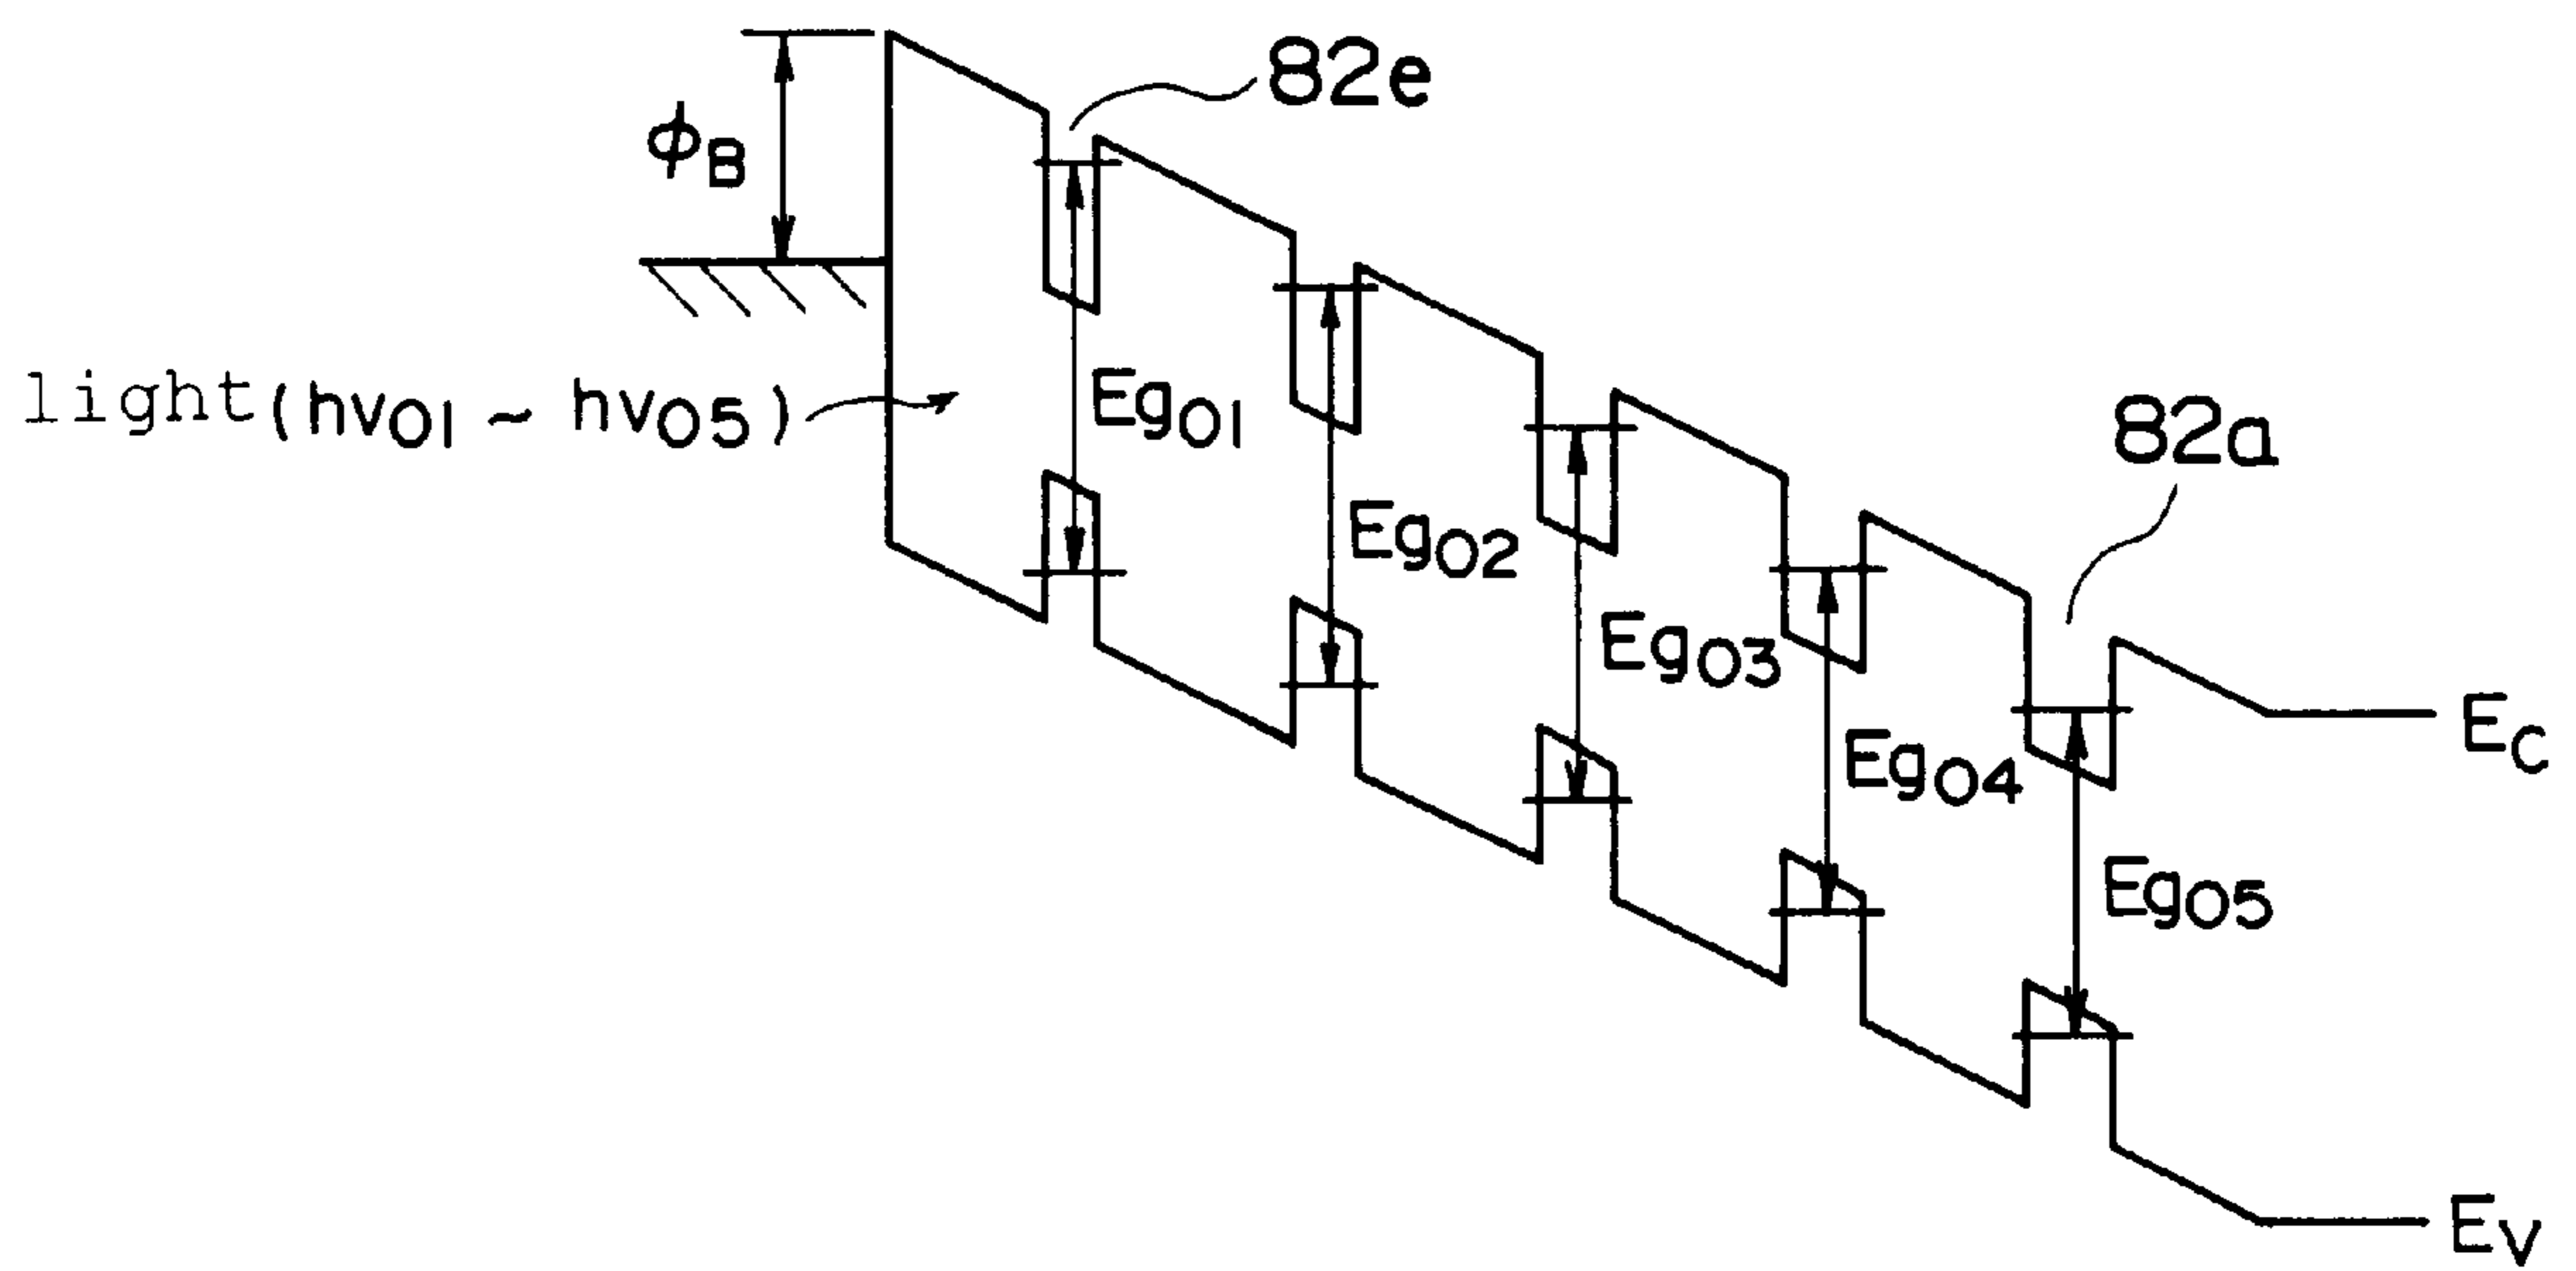 82e
ϕB
light(hν01 ~ hν05)
Eg01
82a
Eg02
Eg03
EC
Eg04
Eg05
EV